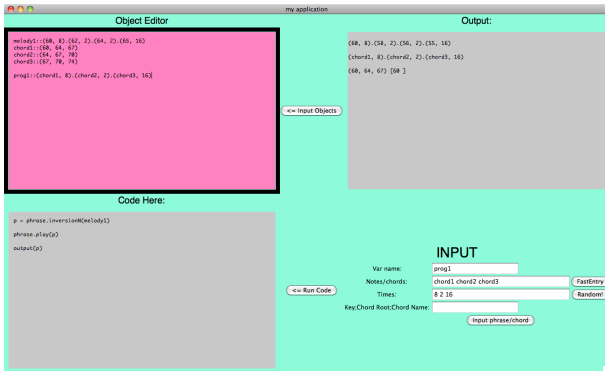 my application
Object Editor
melody1::(60, 8).(62, 2).(64, 2).(65, 16)
chord1::(60, 64, 67)
chord2::(64, 67, 70)
chord3::(67, 70, 74)
prog1::(chord1, 8).(chord2, 2).(chord3, 16)
<= Input Objects
Output:
(60, 8).(58, 2).(56, 2).(55, 16)
(chord1, 8).(chord2, 2).(chord3, 16)
(60, 64, 67) [60 ]
Code Here:
p = phrase.inversionN(melody1)
phrase.play(p)
output(p)
<= Run Code
INPUT
Var name: prog1
Notes/chords: chord1 chord2 chord3 FastEntry
Times: 8 2 16 Random!
Key;Chord Root;Chord Name:
Input phrase/chord